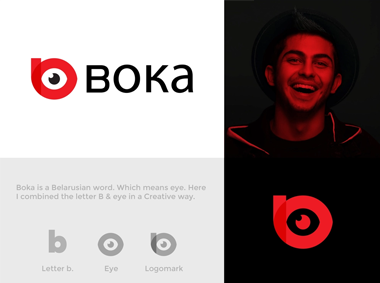 BOKa
Boka is a Belarusian word. Which means eye. Here
I combined the letter B & eye in a Creative way.
Letter b.
Eye
Logomark